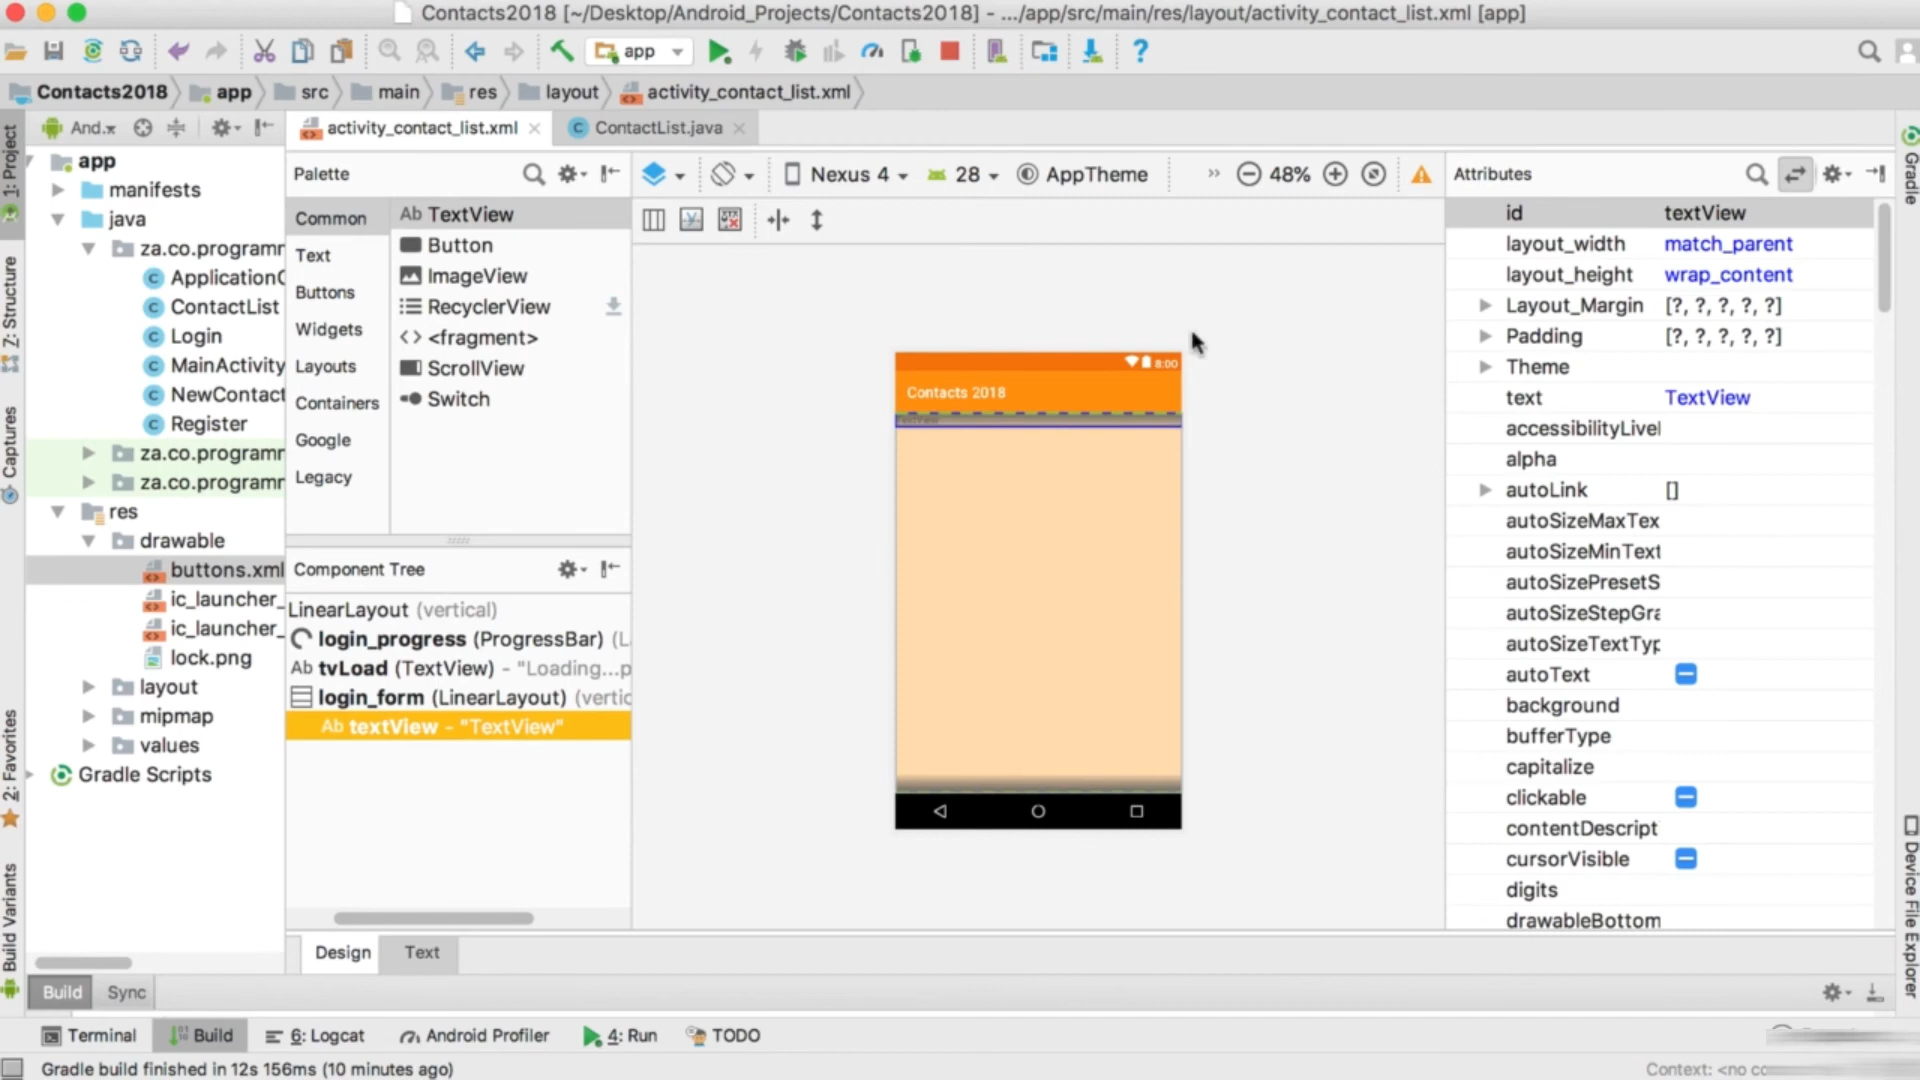 Contacts2018 [~/Desktop/Android_Projects/Contacts2018] - .../app/src/main/res/layout/activity_contact_list.xml [app]
app
Contacts2018 app src main res layout activity_contact_list.xml
And.. activity_contact_list.xml ContactList.java
1: Project
Z: Structure
Captures
2: Favorites
Build Variants
app
manifests
java
za.co.programr
Application
ContactList
Login
MainActivity
NewContact
Register
za.co.programr
za.co.programr
res
drawable
buttons.xml
ic_launcher_
ic_launcher_
lock.png
layout
mipmap
values
Gradle Scripts
Palette
Common
Text
Buttons
Widgets
Layouts
Containers
Google
Legacy
Ab TextView
Button
ImageView
RecyclerView
<> <fragment>
ScrollView
Switch
Component Tree
LinearLayout (vertical)
login_progress (ProgressBar) (L
Ab tvLoad (TextView) - "Loading...p
login_form (LinearLayout) (vertic
Ab textView - "TextView"
Nexus 4 28 AppTheme >> 48%
8:00
Contacts 2018
TextView
Attributes
id textView
layout_width match_parent
layout_height wrap_content
Layout_Margin [?, ?, ?, ?, ?]
Padding [?, ?, ?, ?, ?]
Theme
text TextView
accessibilityLivel
alpha
autoLink []
autoSizeMaxTex
autoSizeMinText
autoSizePresetS
autoSizeStepGra
autoSizeTextTyp
autoText
background
bufferType
capitalize
clickable
contentDescript
cursorVisible
digits
drawableBottom
Gradle
Device File Explorer
Design Text
Build Sync
Terminal Build 6: Logcat Android Profiler 4: Run TODO
Gradle build finished in 12s 156ms (10 minutes ago)
Context: <no